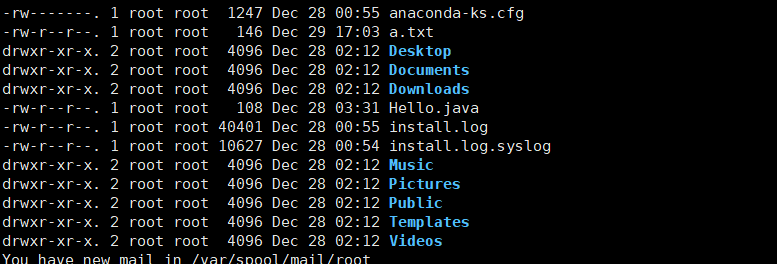 -rw-------. 1 root root  1247 Dec 28 00:55 anaconda-ks.cfg
-rw-r--r--. 1 root root   146 Dec 29 17:03 a.txt
drwxr-xr-x. 2 root root  4096 Dec 28 02:12 Desktop
drwxr-xr-x. 2 root root  4096 Dec 28 02:12 Documents
drwxr-xr-x. 2 root root  4096 Dec 28 02:12 Downloads
-rw-r--r--. 1 root root   108 Dec 28 03:31 Hello.java
-rw-r--r--. 1 root root 40401 Dec 28 00:55 install.log
-rw-r--r--. 1 root root 10627 Dec 28 00:54 install.log.syslog
drwxr-xr-x. 2 root root  4096 Dec 28 02:12 Music
drwxr-xr-x. 2 root root  4096 Dec 28 02:12 Pictures
drwxr-xr-x. 2 root root  4096 Dec 28 02:12 Public
drwxr-xr-x. 2 root root  4096 Dec 28 02:12 Templates
drwxr-xr-x. 2 root root  4096 Dec 28 02:12 Videos
You have new mail in /var/spool/mail/root